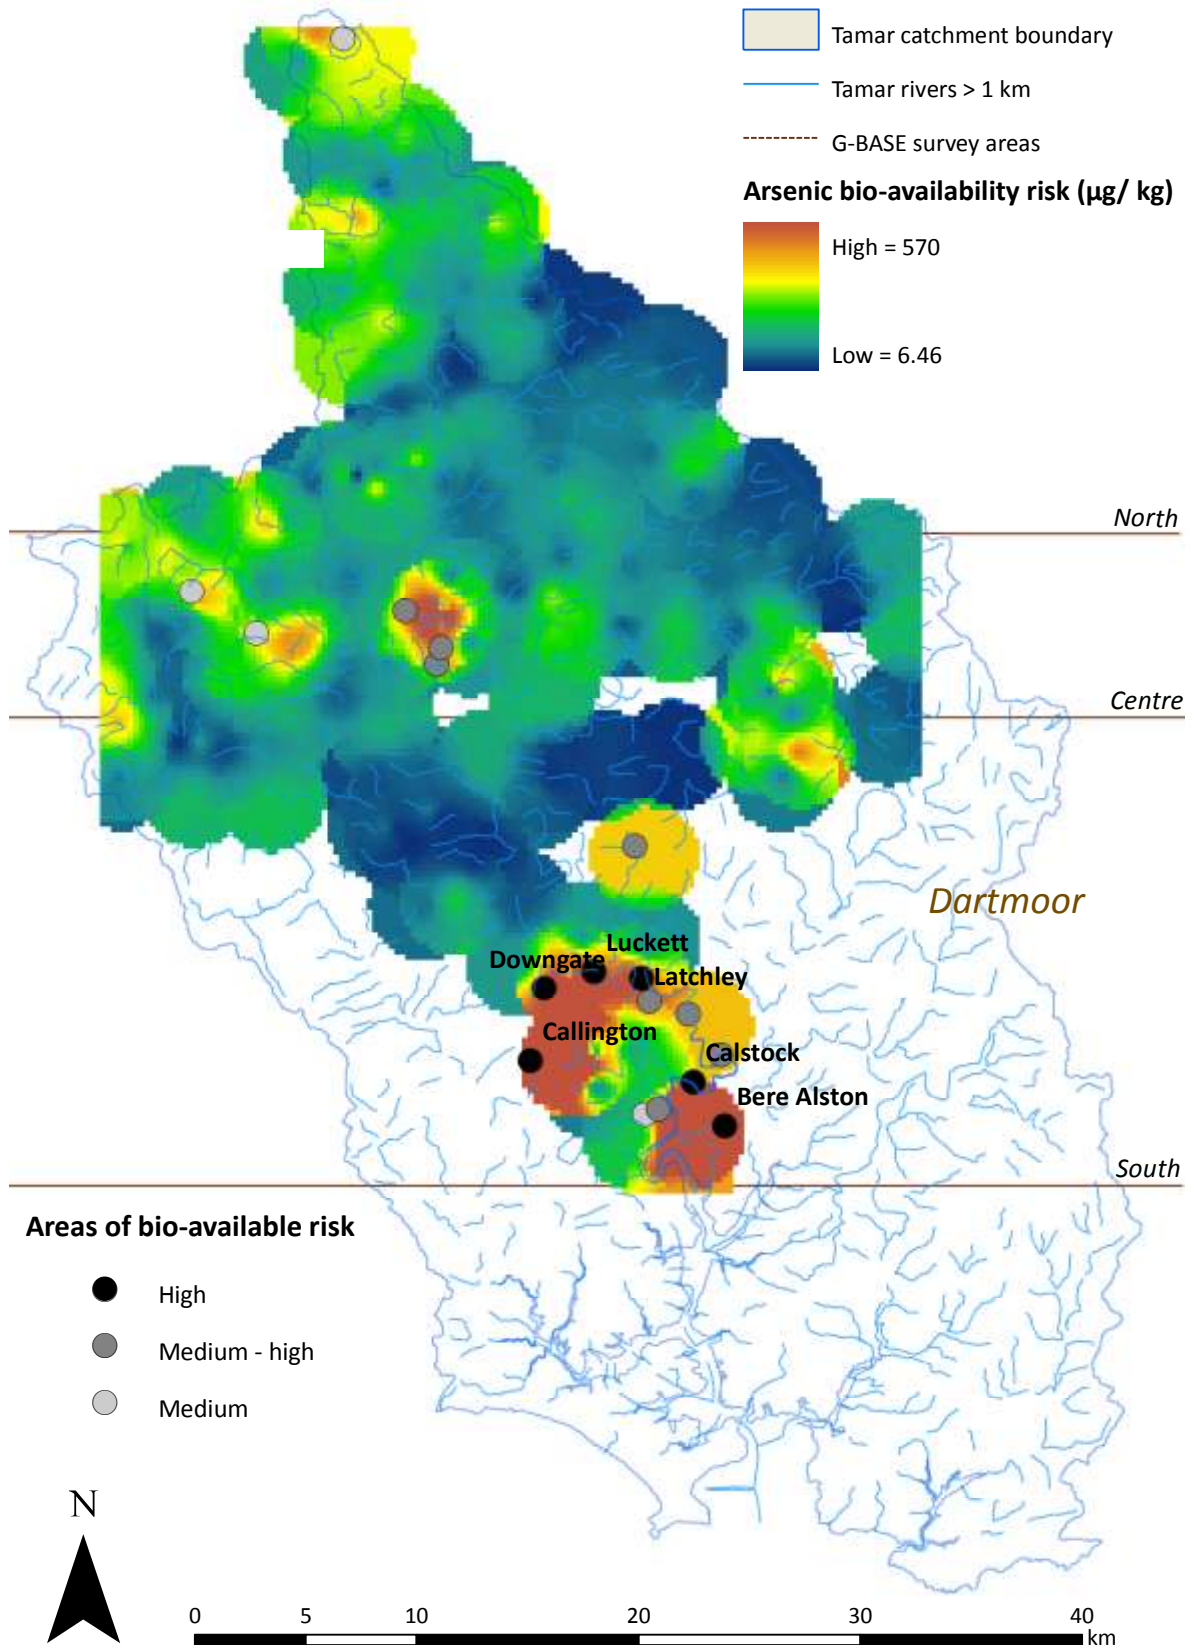 Tamar catchment boundary
Tamar rivers > 1 km
G-BASE survey areas
Arsenic bio-availability risk (µg/ kg)
High = 570
Low = 6.46
North
Centre
Dartmoor
Luckett
Downgate
Latchley
Callington
Calstock
Bere Alston
South
Areas of bio-available risk
High
Medium - high
Medium
N
0 5 10 20 30 40
km